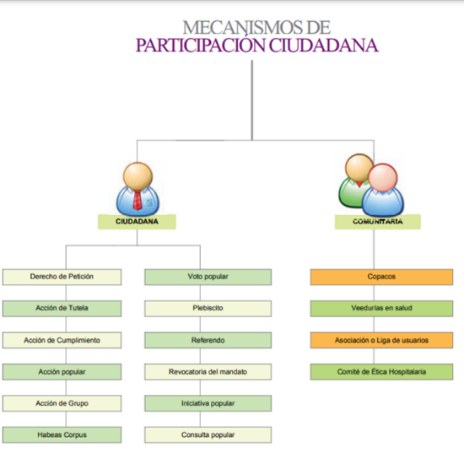 MECANISMOS DE
PARTICIPACIÓN CIUDADANA
CIUDADANA
COMUNITARIA
Derecho de Petición
Acción de Tutela
Acción de Cumplimiento
Acción popular
Acción de Grupo
Habeas Corpus
Voto popular
Plebiscito
Referendo
Revocatoria del mandato
Iniciativa popular
Consulta popular
Copacos
Veedurías en salud
Asociación o Liga de usuarios
Comité de Ética Hospitalaria